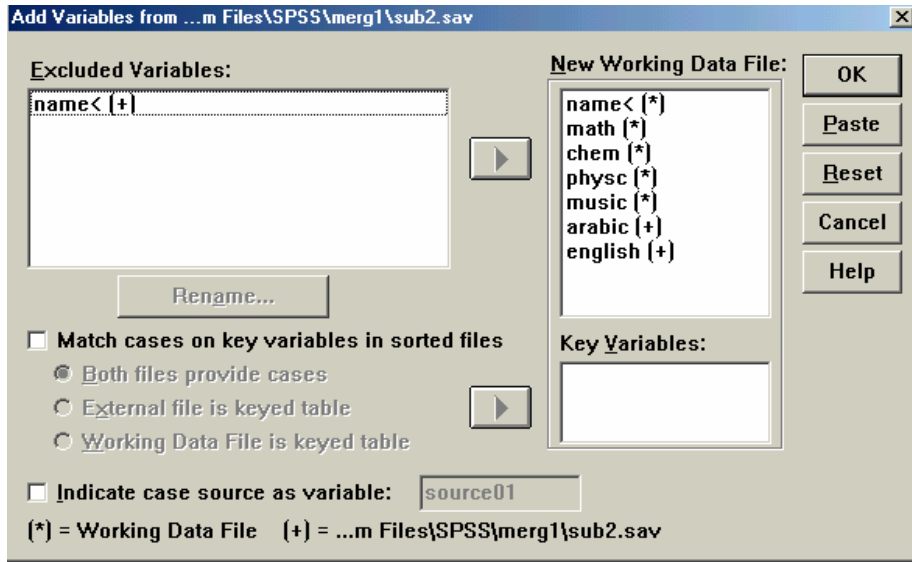 Add Variables from ...m Files\SPSS\merg1\sub2.sav
Excluded Variables:
name< (+)
Rename...
Match cases on key variables in sorted files
Both files provide cases
External file is keyed table
Working Data File is keyed table
Indicate case source as variable: source01
(*) = Working Data File (+) = ...m Files\SPSS\merg1\sub2.sav
New Working Data File:
name< (*)
math (*)
chem (*)
physc (*)
music (*)
arabic (+)
english (+)
Key Variables:
OK
Paste
Reset
Cancel
Help